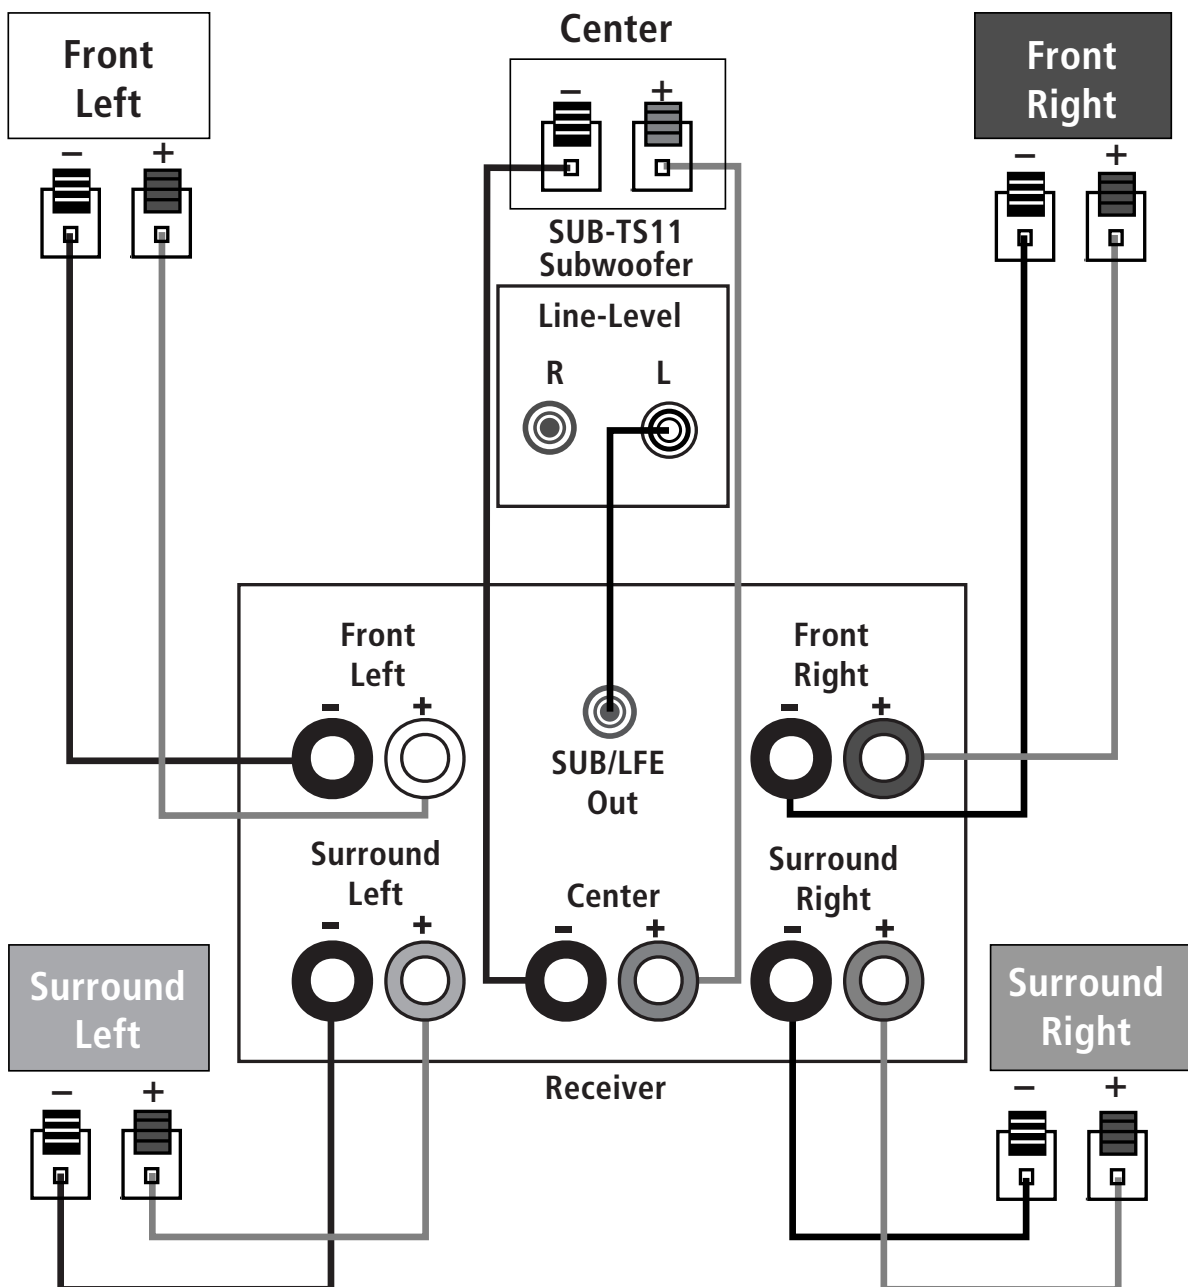 Center
Front
Left
Front
Right
− +
− +
− +
SUB-TS11
Subwoofer
Line-Level
R L
Front
Left
Front
Right
- +
- +
SUB/LFE
Out
Surround
Left
Center
Surround
Right
- +
- +
- +
Surround
Left
Surround
Right
Receiver
− +
− +